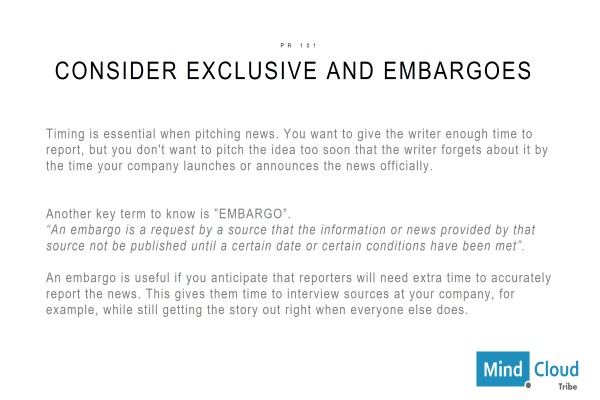 PR 101
CONSIDER EXCLUSIVE AND EMBARGOES
Timing is essential when pitching news. You want to give the writer enough time to
report, but you don't want to pitch the idea too soon that the writer forgets about it by
the time your company launches or announces the news officially.
Another key term to know is ”EMBARGO”.
“An embargo is a request by a source that the information or news provided by that
source not be published until a certain date or certain conditions have been met”.
An embargo is useful if you anticipate that reporters will need extra time to accurately
report the news. This gives them time to interview sources at your company, for
example, while still getting the story out right when everyone else does.
Mind Cloud
Tribe